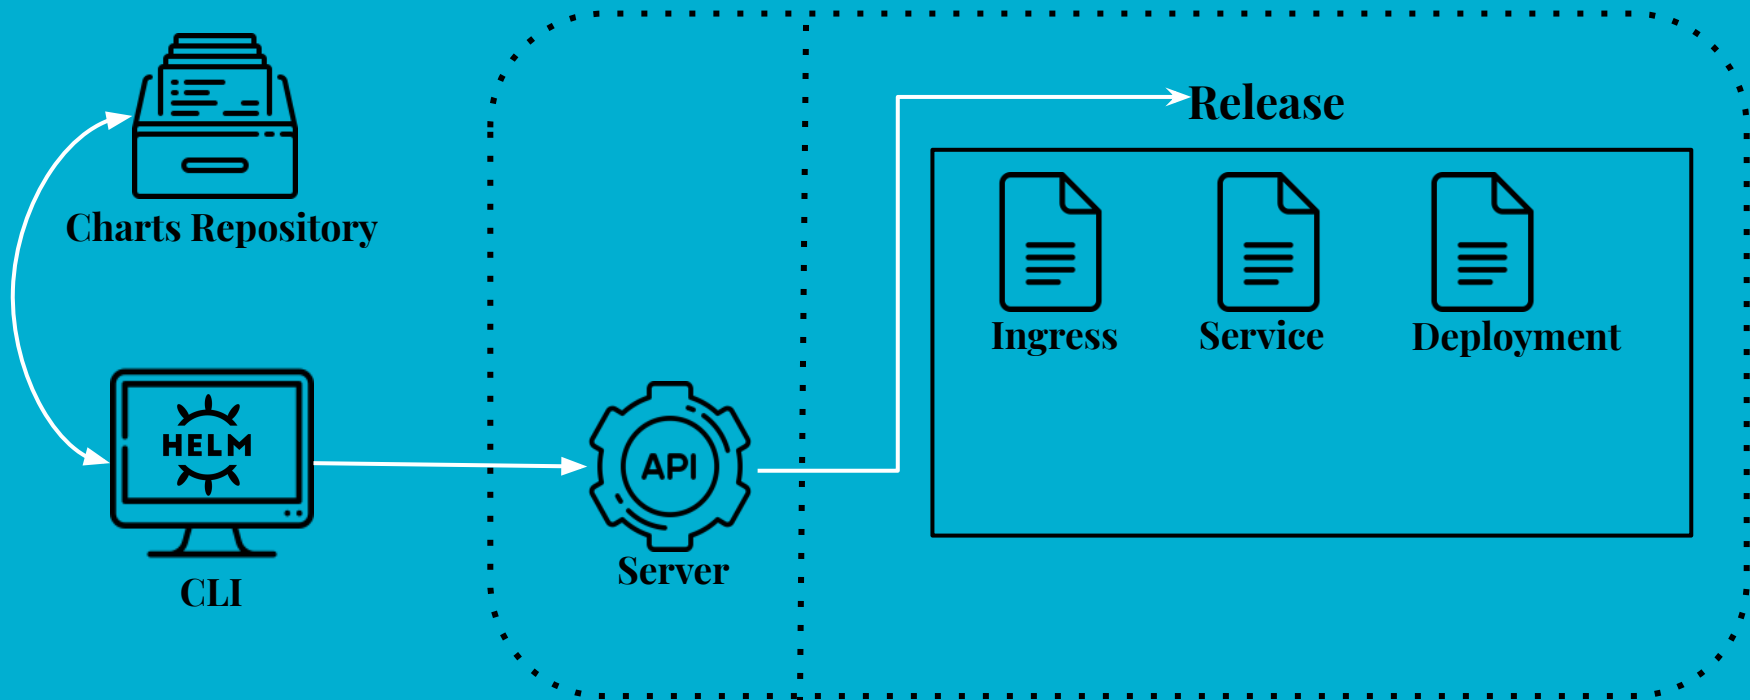 Charts Repository
HELM
CLI
API
Server
Release
Ingress
Service
Deployment